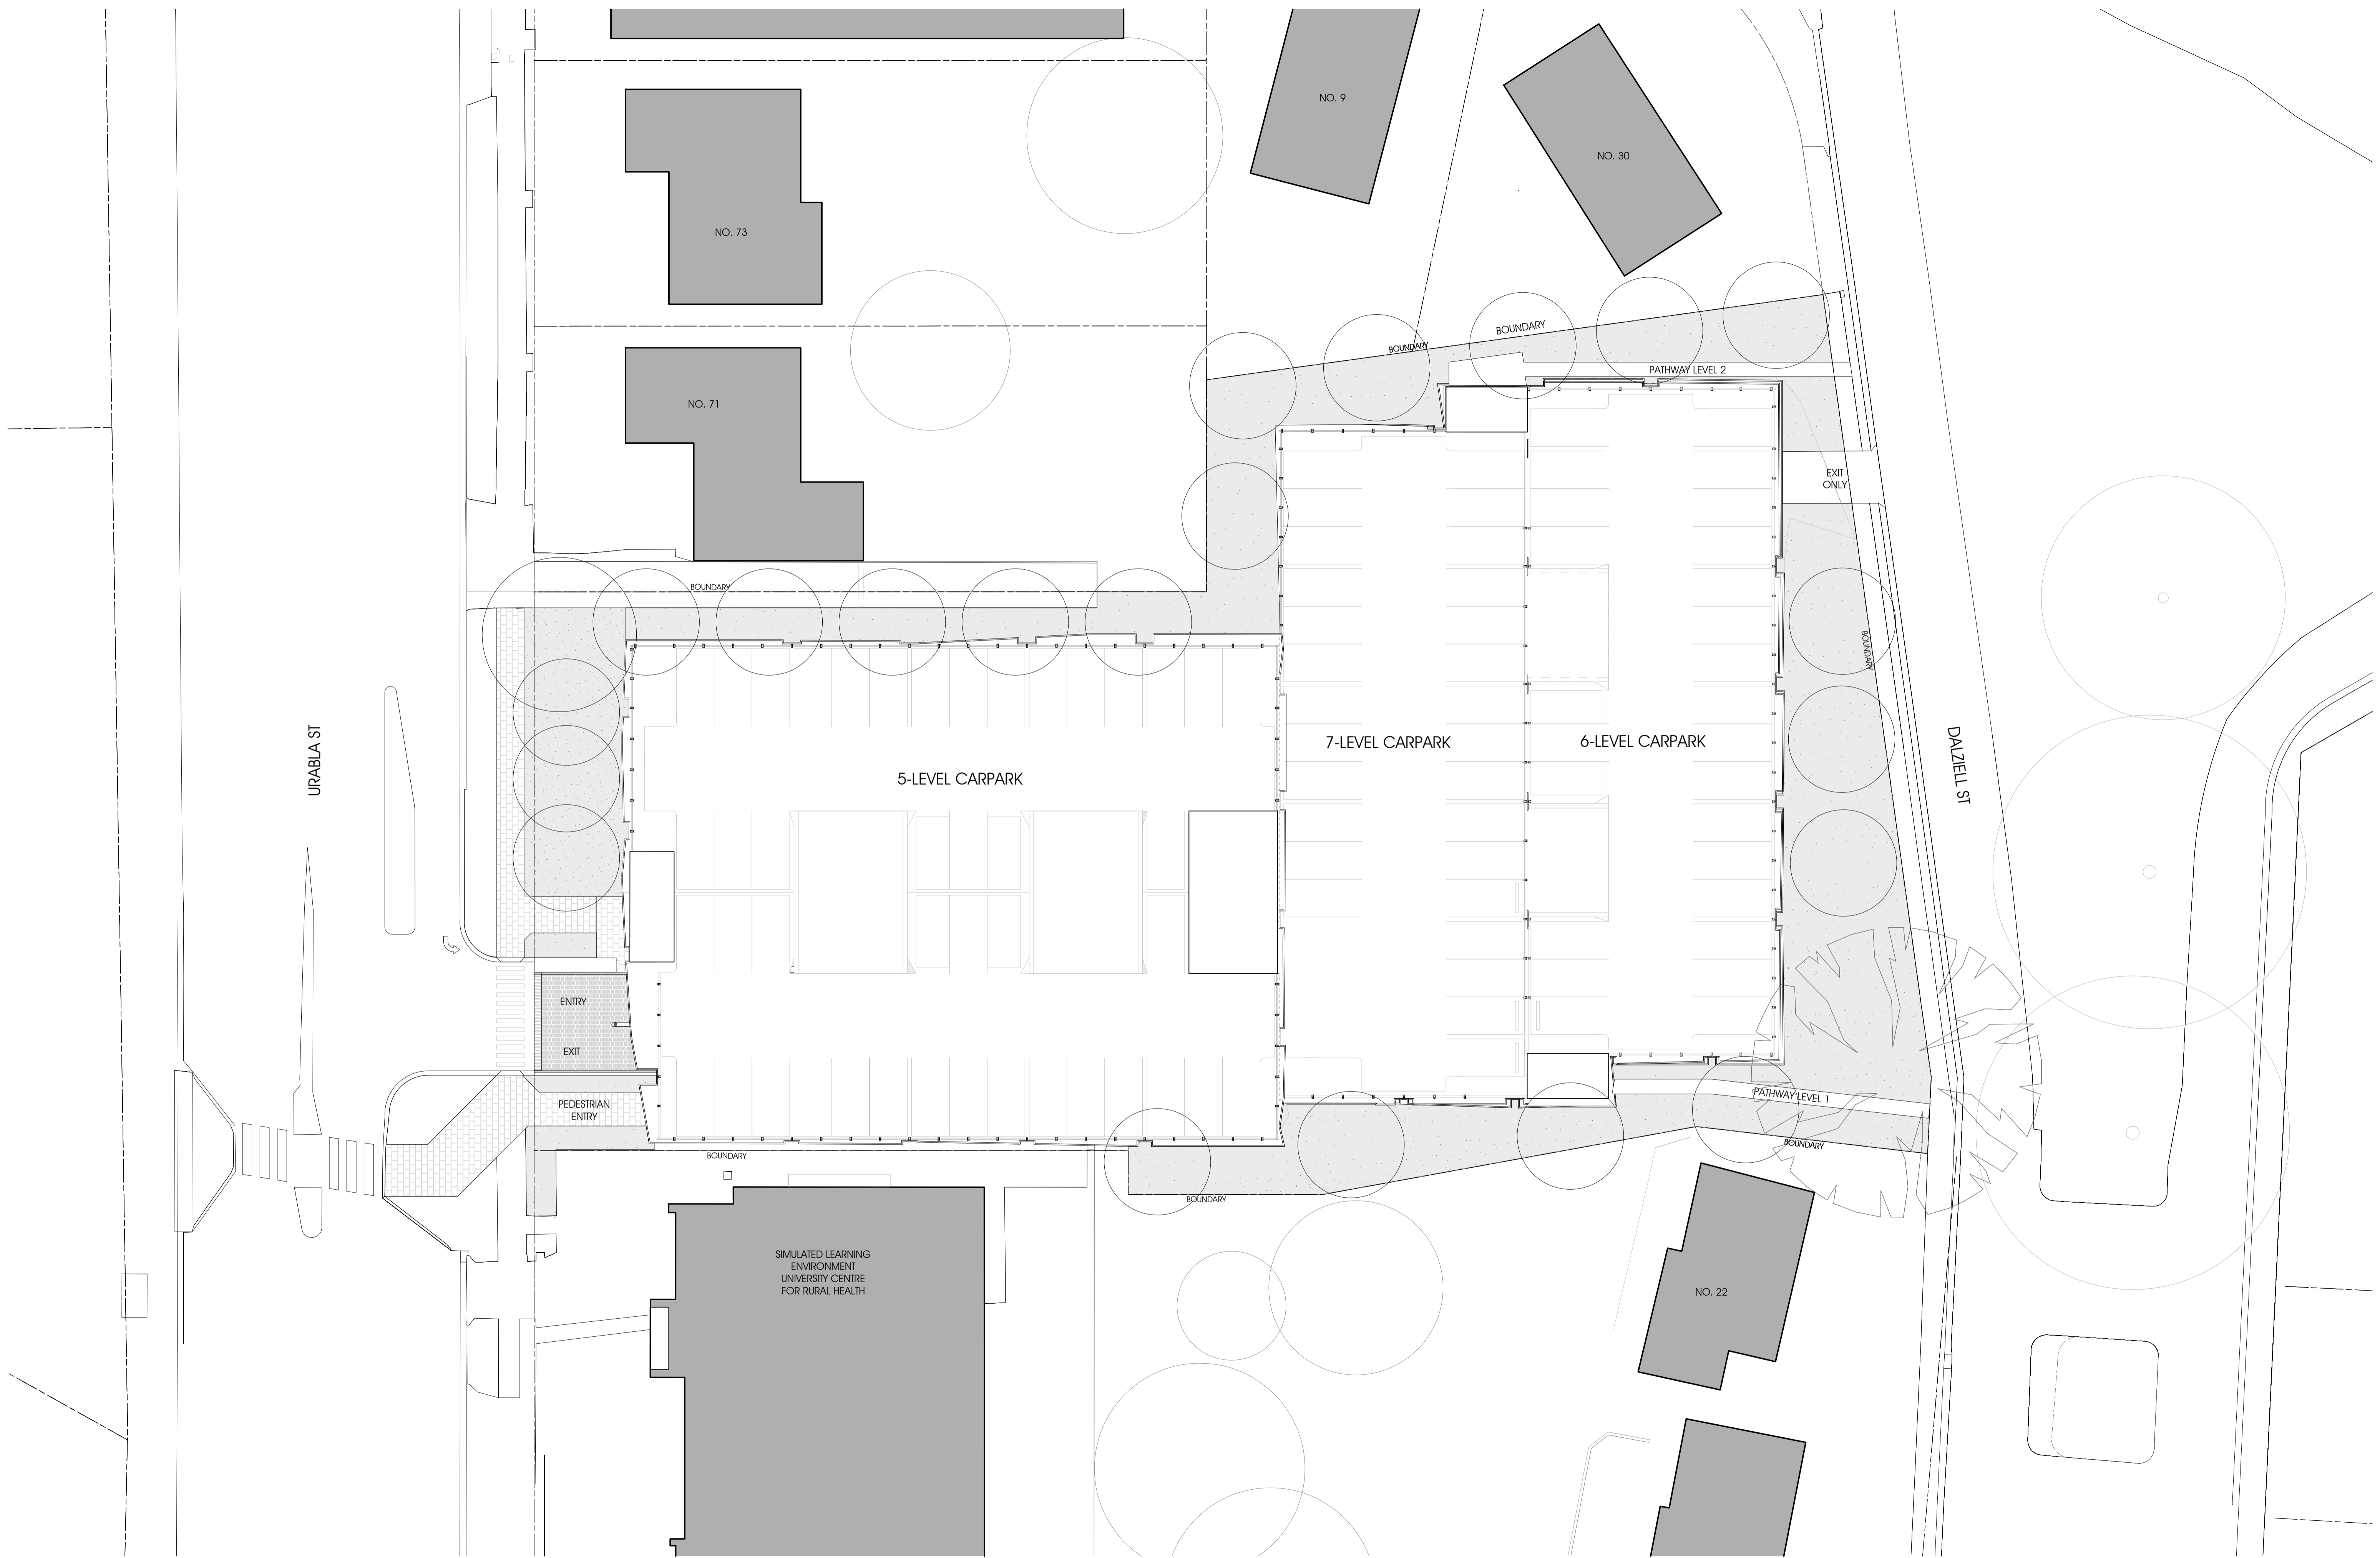 NO. 9
NO. 30
NO. 73
BOUNDARY
BOUNDARY
PATHWAY LEVEL 2
NO. 71
EXIT
ONLY
BOUNDARY
BOUNDARY
URABLA ST
7-LEVEL CARPARK
6-LEVEL CARPARK
DALZIELL ST
5-LEVEL CARPARK
ENTRY
EXIT
PEDESTRIAN
ENTRY
PATHWAY LEVEL 1
BOUNDARY
BOUNDARY
BOUNDARY
SIMULATED LEARNING
ENVIRONMENT
UNIVERSITY CENTRE
FOR RURAL HEALTH
NO. 22